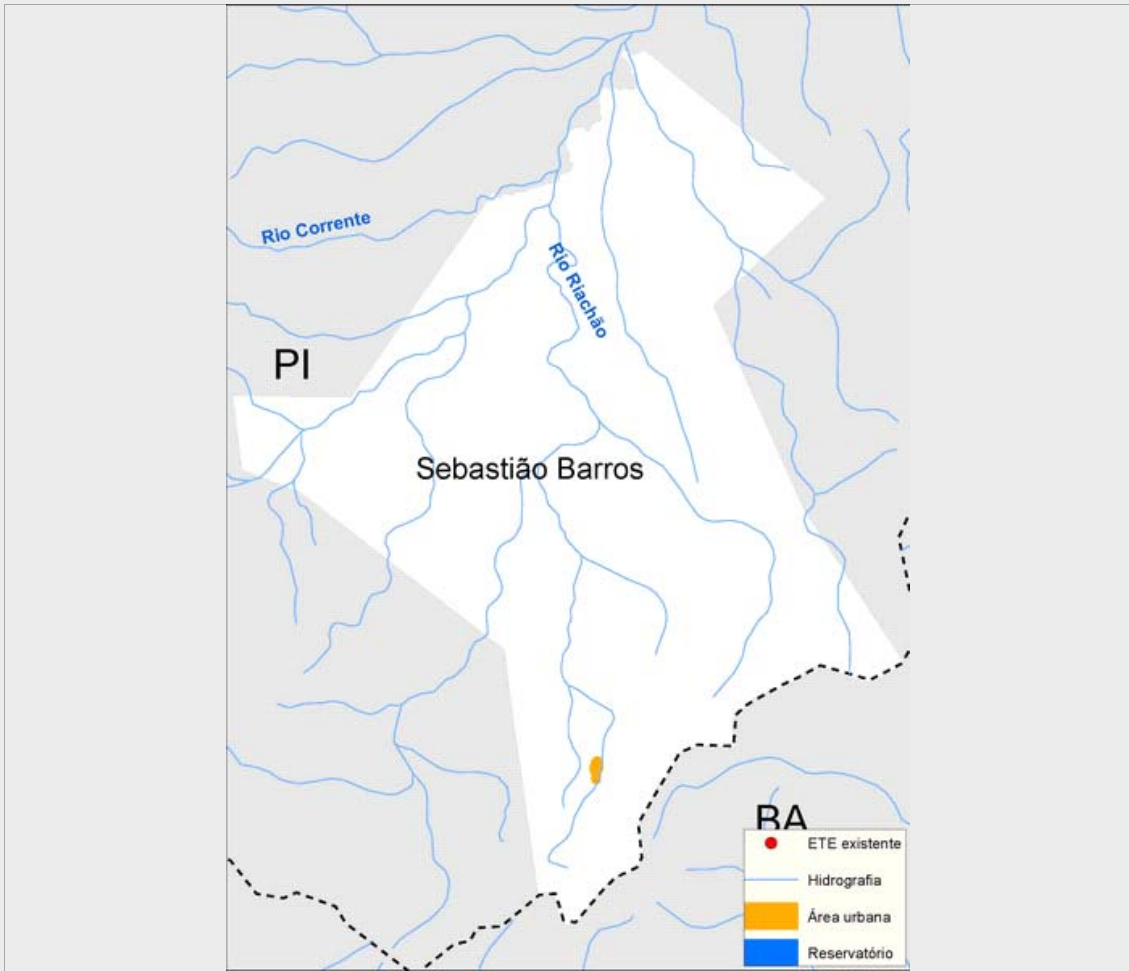 Rio Corrente
Rio Riachão
PI
Sebastião Barros
BA
ETE existente
Hidrografia
Área urbana
Reservatório